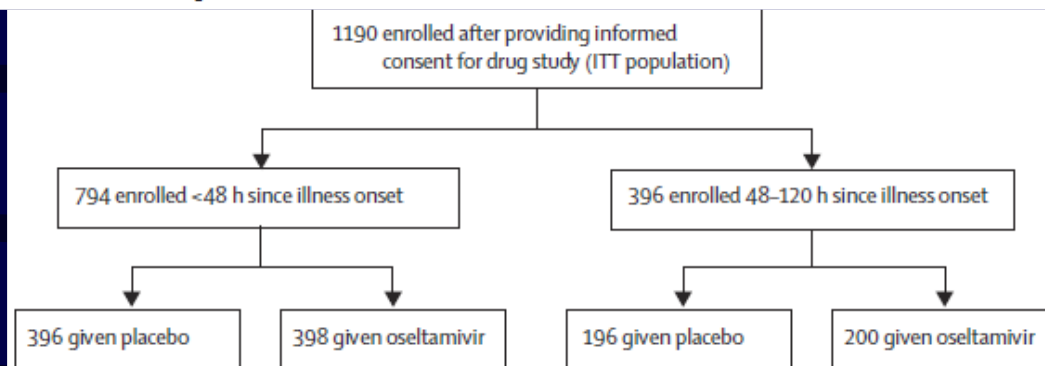 1190 enrolled after providing informed
consent for drug study (ITT population)
794 enrolled <48 h since illness onset
396 enrolled 48–120 h since illness onset
396 given placebo
398 given oseltamivir
196 given placebo
200 given oseltamivir